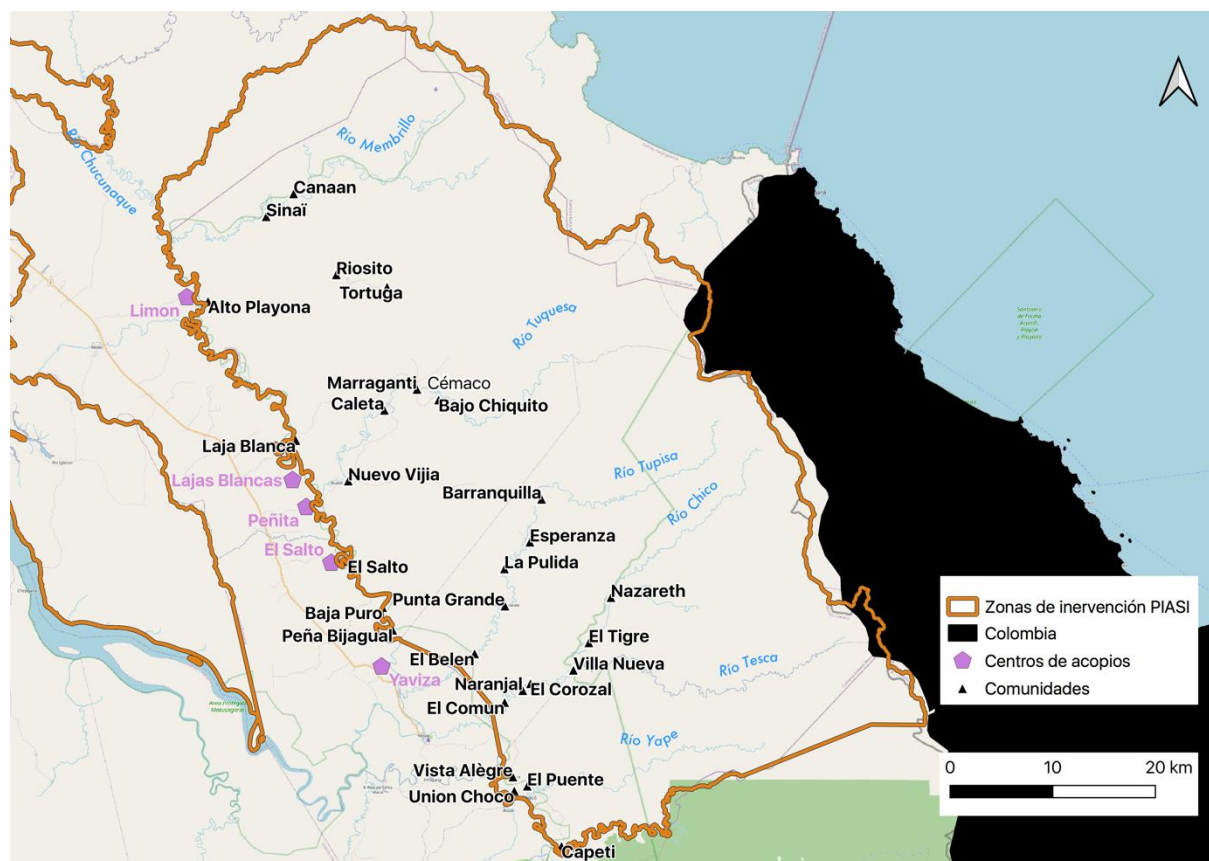 Río Membrillo
Río Chucunaque
Canaan
Sinaï
Riosito
Tortuga
Limon
Alto Playona
Río Tuquesa
Marraganti
Cémaco
Caleta
Bajo Chiquito
Laja Blanca
Lajas Blancas
Nuevo Vijia
Río Tupisa
Barranquilla
Río Chico
Peñita
Esperanza
El Salto
El Salto
La Pulida
Nazareth
Punta Grande
Baja Puro
Peña Bijagual
El Tigre
El Belen
Villa Nueva
Río Tesca
Yaviza
Naranjal
El Corozal
El Comun
Río Yape
Vista Alègre
El Puente
Union Choco
Capeti
Zonas de inervención PIASI
Colombia
Centros de acopios
Comunidades
0 10 20 km